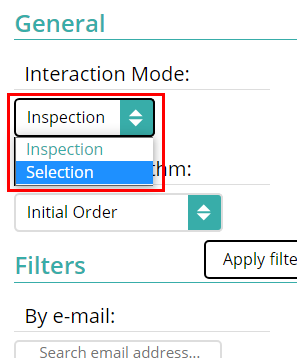 General
Interaction Mode:
Inspection
Inspection
Selection
thm:
Initial Order
Apply filte
Filters
By e-mail:
Search email address...